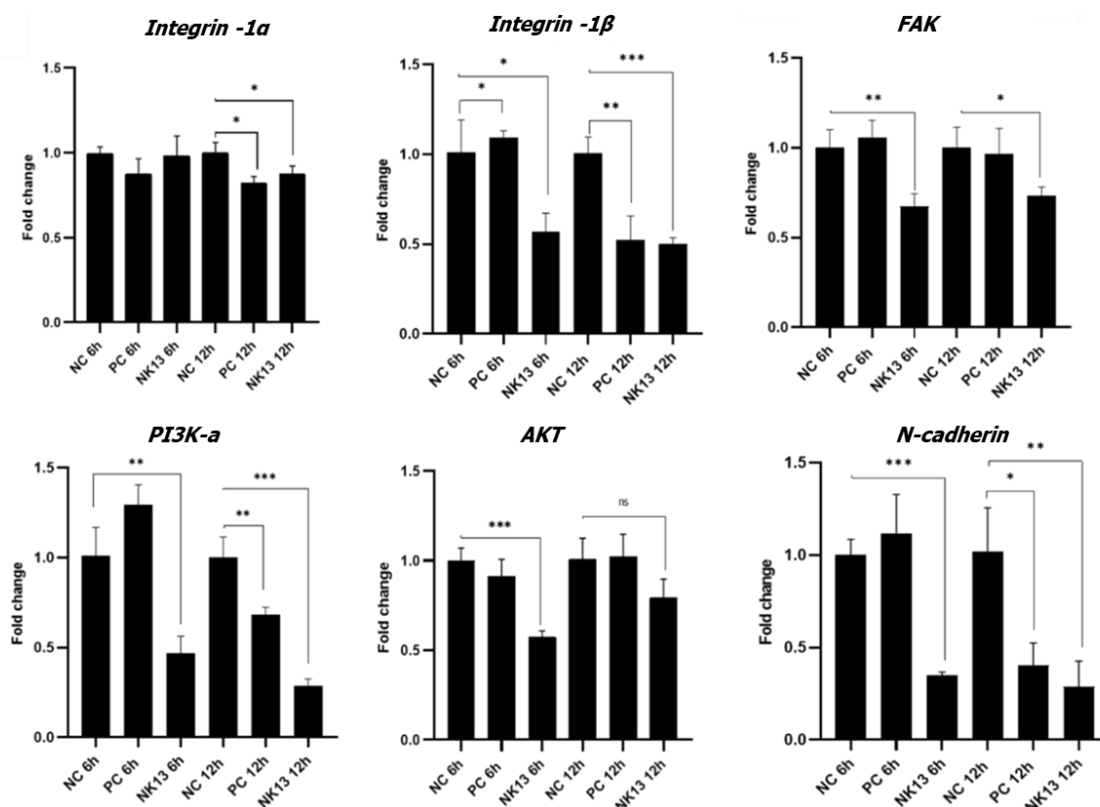 Integrin -1α
Fold change
1.5
1.0
0.5
0.0
*
*
NC 6h
PC 6h
NK13 6h
NC 12h
PC 12h
NK13 12h
Integrin -1β
Fold change
1.5
1.0
0.5
0.0
*
*
***
**
NC 6h
PC 6h
NK13 6h
NC 12h
PC 12h
NK13 12h
FAK
Fold change
1.5
1.0
0.5
0.0
**
*
NC 6h
PC 6h
NK13 6h
NC 12h
PC 12h
NK13 12h
PI3K-a
Fold change
1.5
1.0
0.5
0.0
**
***
**
NC 6h
PC 6h
NK13 6h
NC 12h
PC 12h
NK13 12h
AKT
Fold change
1.5
1.0
0.5
0.0
***
ns
NC 6h
PC 6h
NK13 6h
NC 12h
PC 12h
NK13 12h
N-cadherin
Fold change
1.5
1.0
0.5
0.0
***
**
*
NC 6h
PC 6h
NK13 6h
NC 12h
PC 12h
NK13 12h